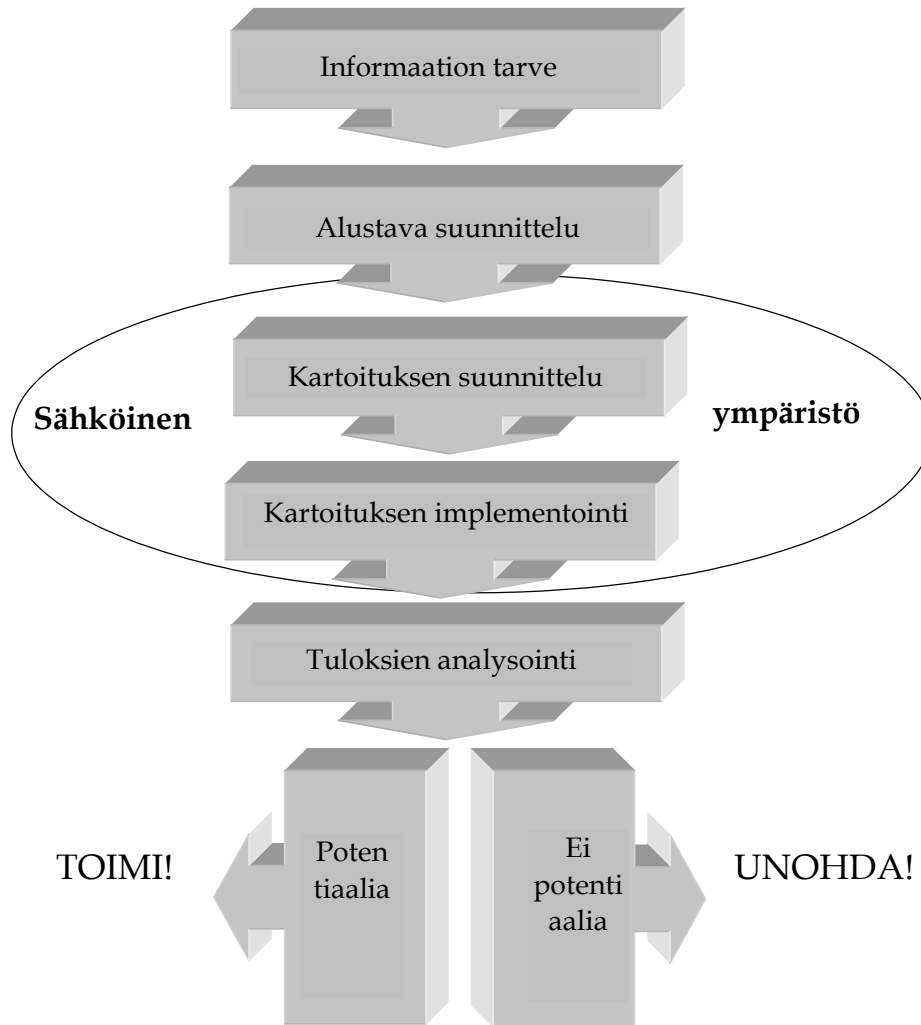 Informaation tarve
Alustava suunnittelu
Kartoituksen suunnittelu
Sähköinen
ympäristö
Kartoituksen implementointi
Tuloksien analysointi
TOIMI!
Poten
tiaalia
Ei
potenti
aalia
UNOHDA!